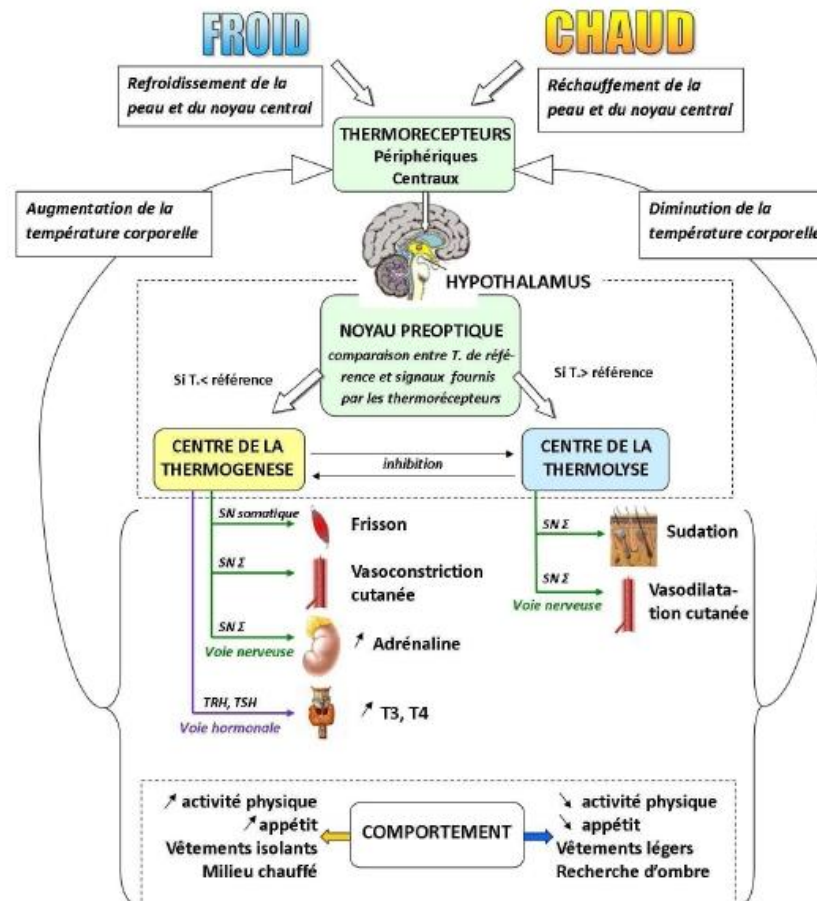 FROID
CHAUD
Refroidissement de la
peau et du noyau central
Réchauffement de la
peau et du noyau central
THERMORECEPTEURS
Périphériques
Centraux
Augmentation de la
température corporelle
Diminution de la
température corporelle
HYPOTHALAMUS
NOYAU PREOPTIQUE
comparaison entre T. de réfé-
rence et signaux fournis
par les thermorécepteurs
Si T.< référence
Si T.> référence
CENTRE DE LA
THERMOGENESE
inhibition
CENTRE DE LA
THERMOLYSE
SN somatique
Frisson
SN Σ
Vasoconstriction
cutanée
SN Σ
Voie nerveuse
↗ Adrénaline
TRH, TSH
Voie hormonale
↗ T3, T4
SN Σ
Sudation
SN Σ
Voie nerveuse
Vasodilata-
tion cutanée
↗ activité physique
↗ appétit
Vêtements isolants
Milieu chauffé
COMPORTEMENT
↘ activité physique
↘ appétit
Vêtements légers
Recherche d'ombre